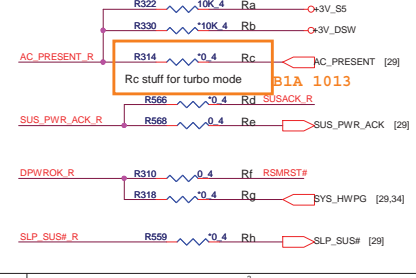 R322 10K_4 Ra +3V_S5
R330 *10K_4 Rb +3V_DSW
AC_PRESENT_R R314 *0_4 Rc AC_PRESENT [29]
Rc stuff for turbo mode B1A 1013
R566 *0_4 Rd SUSACK_R
SUS_PWR_ACK_R R568 0_4 Re SUS_PWR_ACK [29]
DPWROK_R R310 0_4 Rf RSMRST#
R318 *0_4 Rg SYS_HWPG [29,34]
SLP_SUS#_R R559 *0_4 Rh SLP_SUS# [29]